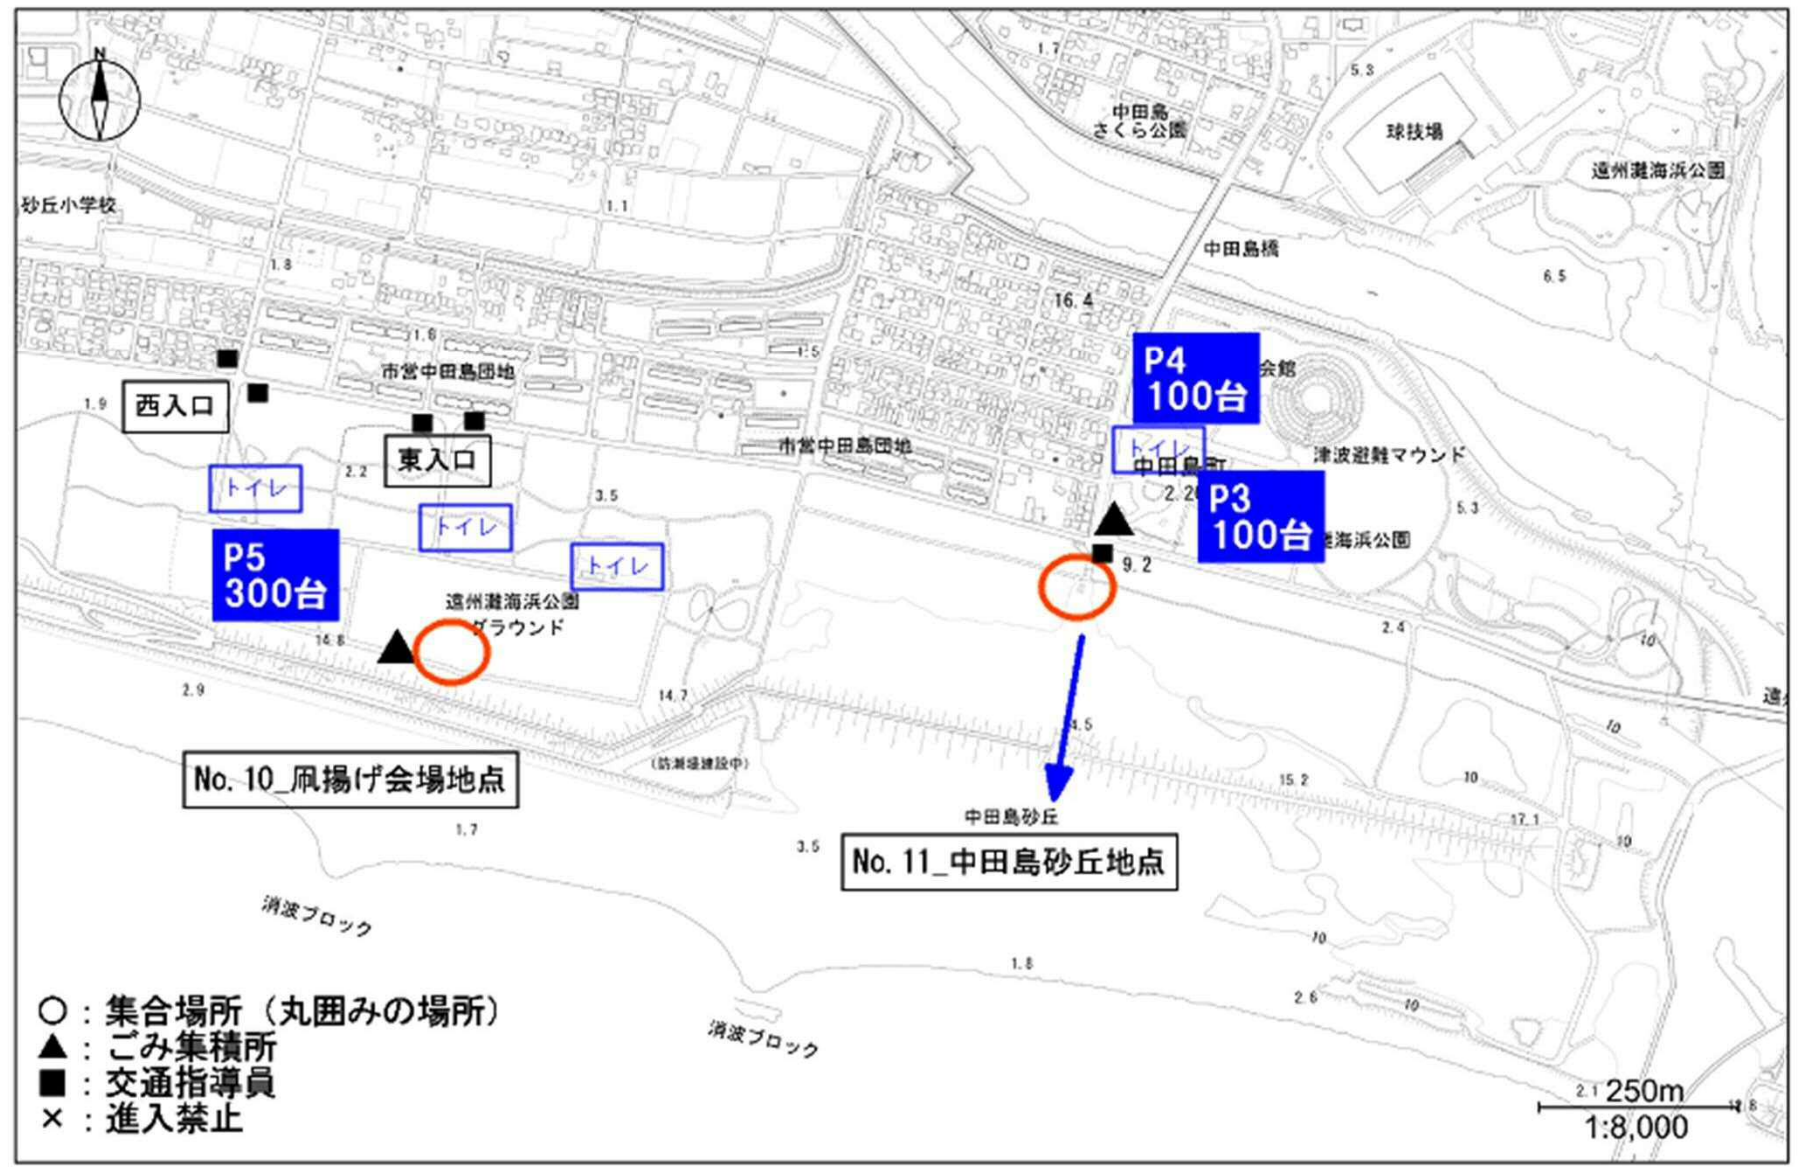 N
1.7
5.3
中田島
さくら公園
球技場
遠州灘海浜公園
砂丘小学校
1.1
中田島橋
1.8
6.5
16.4
1.6
1.5
P4
100台
会館
市営中田島団地
西入口
1.9
東入口
市営中田島団地
トイレ
津波避難マウンド
中田島町
2.2
トイレ
3.5
2.20
P3
100台
5.3
トイレ
灘海浜公園
P5
300台
トイレ
9.2
遠州灘海浜公園
グラウンド
14.8
2.4
10
2.9
14.7
遠州
4.5
10
(防潮堤建設中)
No.10_凧揚げ会場地点
15.2
10
中田島砂丘
17.1
1.7
3.5
10
No.11_中田島砂丘地点
消波ブロック
10
1.8
2.6
10
消波ブロック
○：集合場所（丸囲みの場所）
▲：ごみ集積所
■：交通指導員
×：進入禁止
2.1
250m
1:8,000